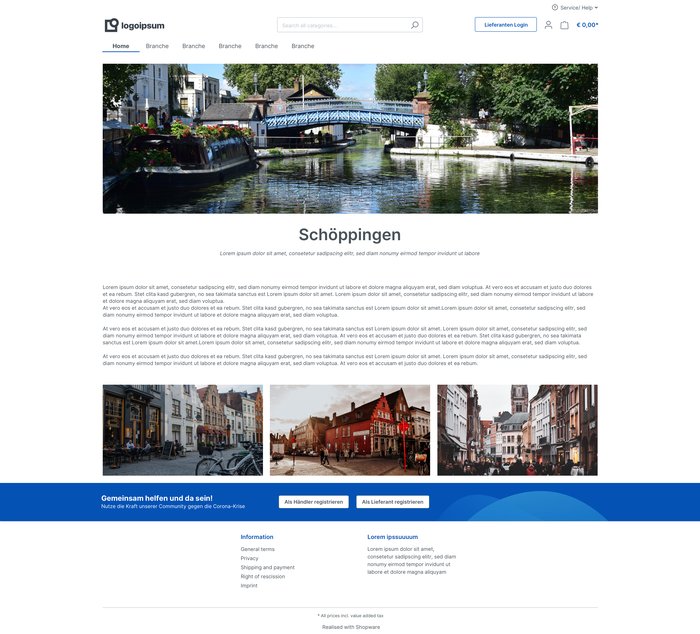 Service/ Help
logoipsum
Search all categories...
Lieferanten Login
€ 0,00*
Home
Branche
Branche
Branche
Branche
Branche
Schöppingen
Lorem ipsum dolor sit amet, consetetur sadipscing elitr, sed diam nonumy eirmod tempor invidunt ut labore
Lorem ipsum dolor sit amet, consetetur sadipscing elitr, sed diam nonumy eirmod tempor invidunt ut labore et dolore magna aliquyam erat, sed diam voluptua. At vero eos et accusam et justo duo dolores
et ea rebum. Stet clita kasd gubergren, no sea takimata sanctus est Lorem ipsum dolor sit amet. Lorem ipsum dolor sit amet, consetetur sadipscing elitr, sed diam nonumy eirmod tempor invidunt ut labore
et dolore magna aliquyam erat, sed diam voluptua.
At vero eos et accusam et justo duo dolores et ea rebum. Stet clita kasd gubergren, no sea takimata sanctus est Lorem ipsum dolor sit amet.Lorem ipsum dolor sit amet, consetetur sadipscing elitr, sed
diam nonumy eirmod tempor invidunt ut labore et dolore magna aliquyam erat, sed diam voluptua.
At vero eos et accusam et justo duo dolores et ea rebum. Stet clita kasd gubergren, no sea takimata sanctus est Lorem ipsum dolor sit amet. Lorem ipsum dolor sit amet, consetetur sadipscing elitr, sed
diam nonumy eirmod tempor invidunt ut labore et dolore magna aliquyam erat, sed diam voluptua. At vero eos et accusam et justo duo dolores et ea rebum. Stet clita kasd gubergren, no sea takimata
sanctus est Lorem ipsum dolor sit amet, consetetur sadipscing elitr, sed diam nonumy eirmod tempor invidunt ut labore et dolore magna aliquyam erat, sed diam voluptua.
At vero eos et accusam et justo duo dolores et ea rebum. Stet clita kasd gubergren, no sea takimata sanctus est Lorem ipsum dolor sit amet. Lorem ipsum dolor sit amet, consetetur sadipscing elitr, sed
diam nonumy eirmod tempor invidunt ut labore et dolore magna aliquyam erat, sed diam voluptua. At vero eos et accusam et justo duo dolores et ea rebum.
Gemeinsam helfen und da sein!
Nutze die Kraft unserer Community gegen die Corona-Krise
Als Händler registrieren
Als Lieferant registrieren
Information
General terms
Privacy
Shipping and payment
Right of rescission
Imprint
Lorem ipssuuuum
Lorem ipsum dolor sit amet,
consetetur sadipscing elitr, sed diam
nonumy eirmod tempor invidunt ut
labore et dolore magna aliquyam
* All prices incl. value added tax
Realised with Shopware